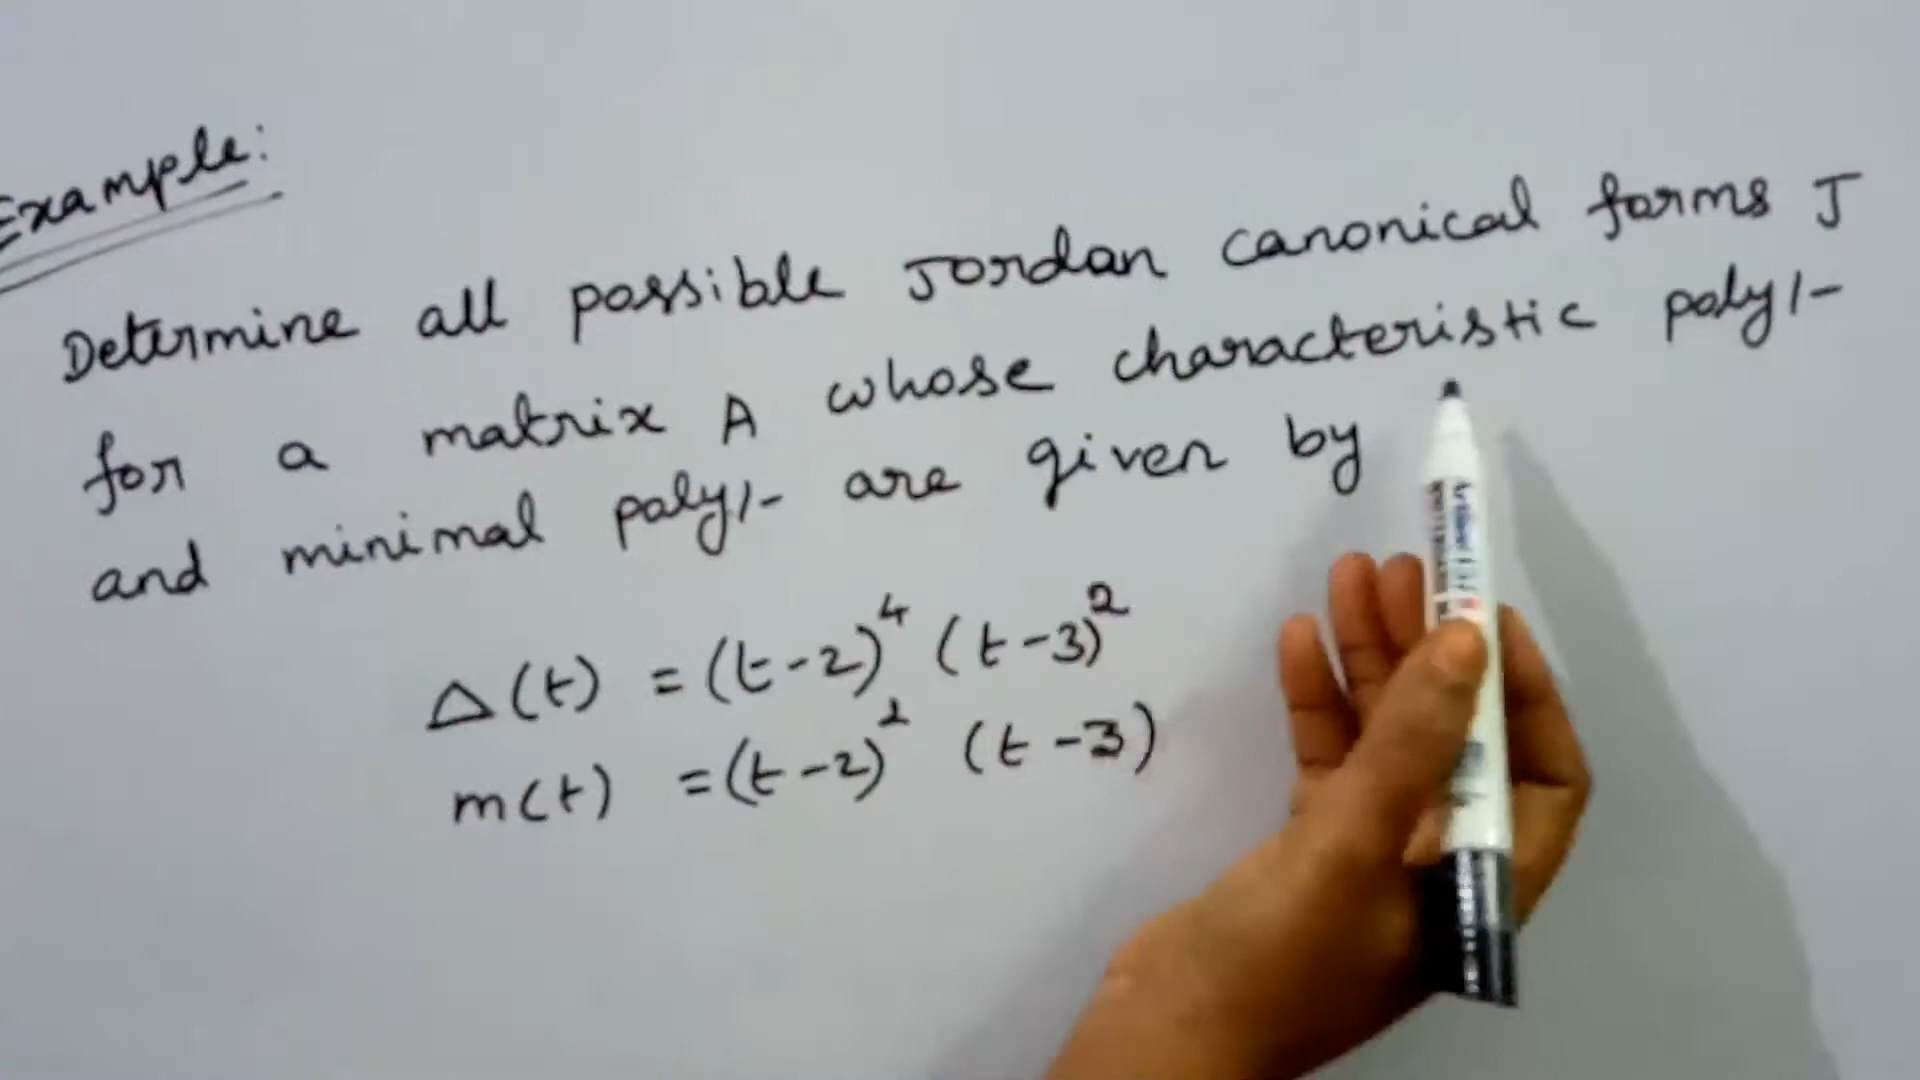 Example:
Determine all possible Jordan canonical forms J
for a matrix A whose characteristic poly/-
and minimal poly/- are given by
Δ(t) = (t-2)⁴ (t-3)²
m(t) = (t-2)² (t-3)
Artline